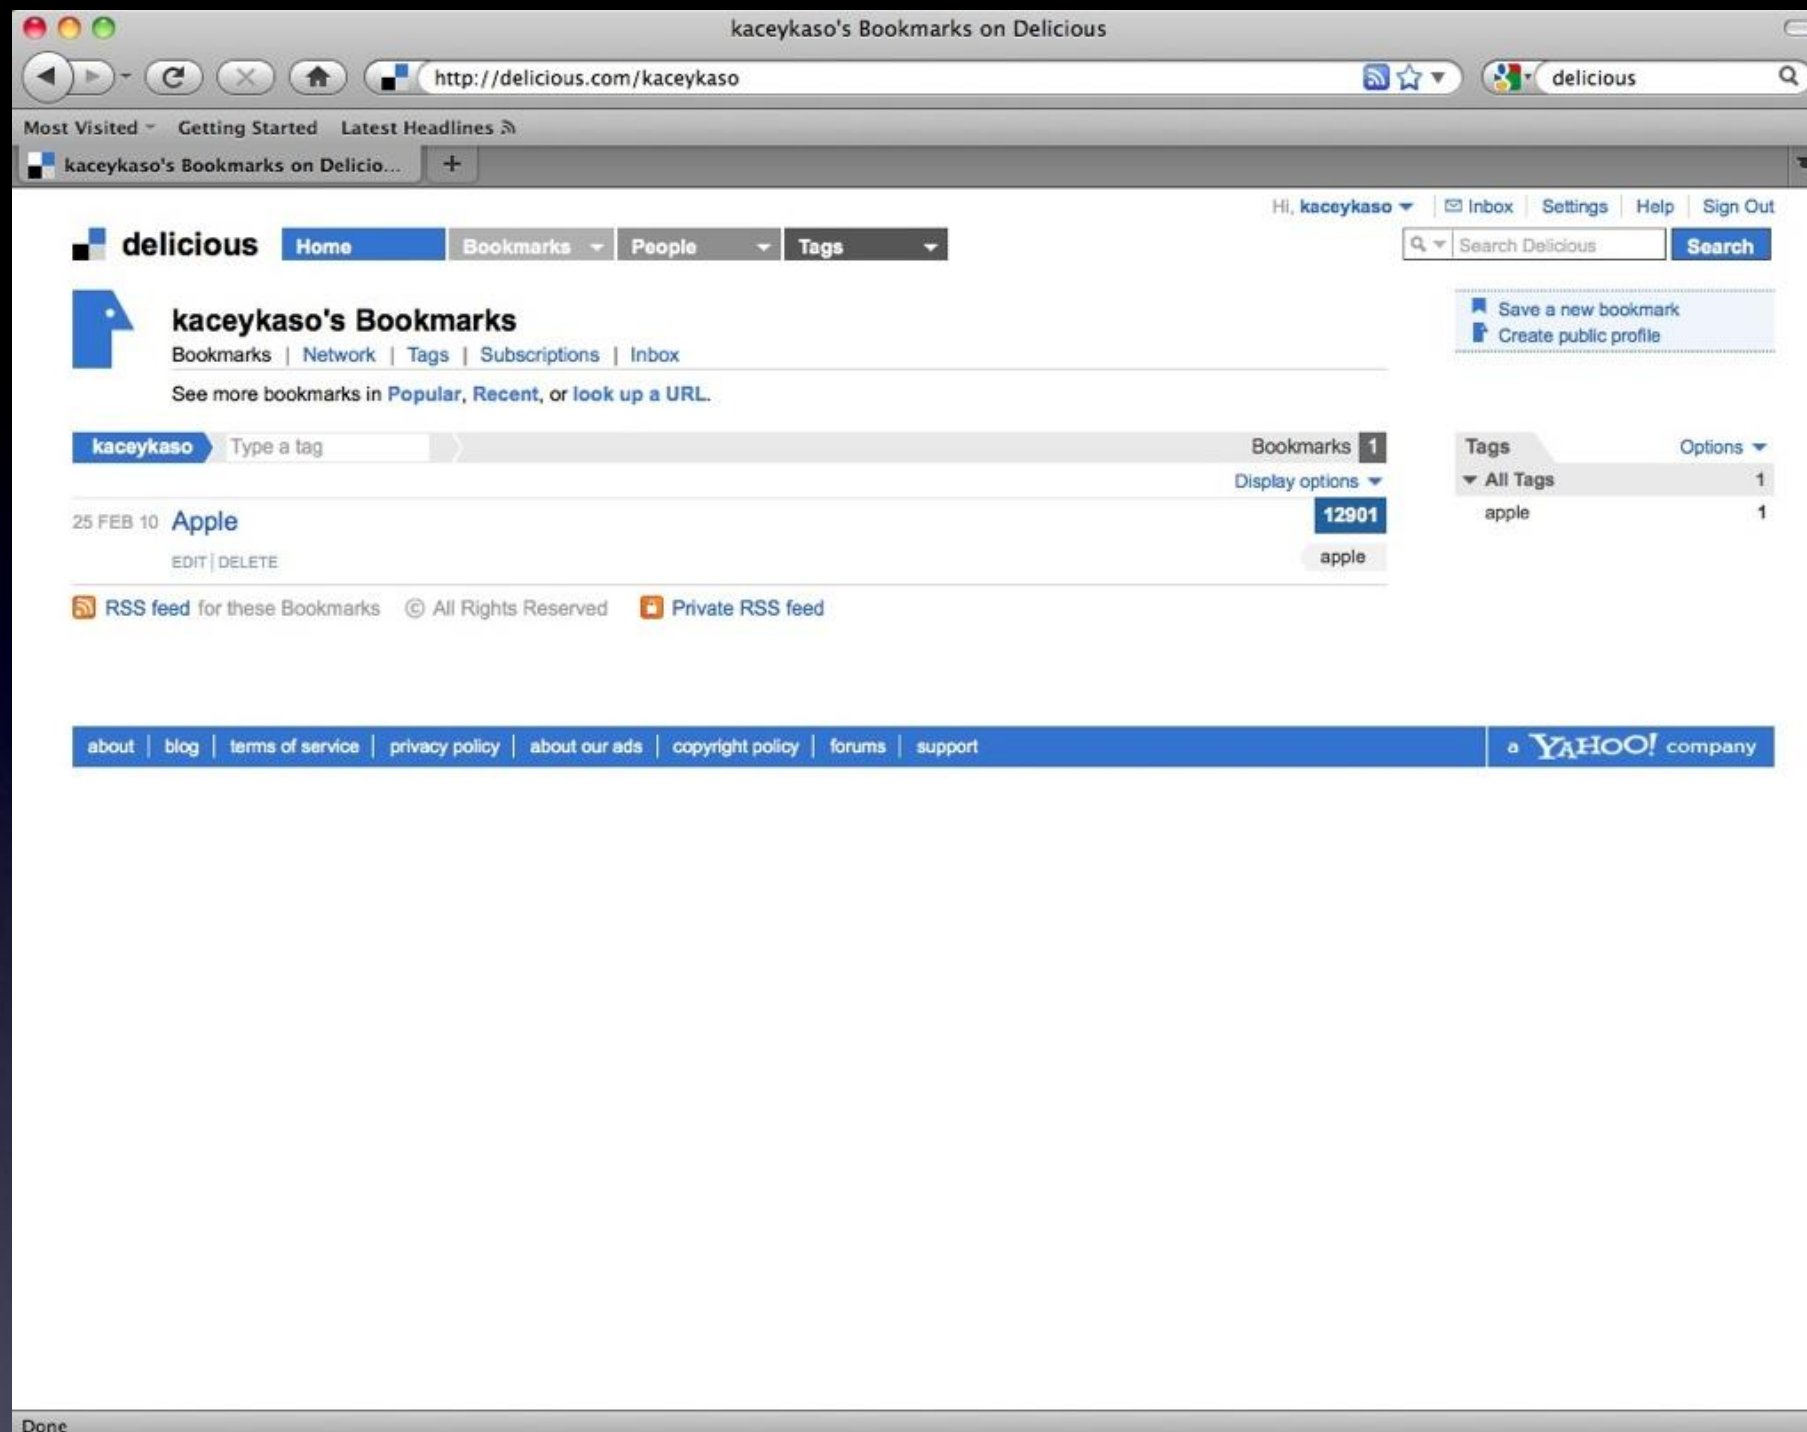 kaceykaso's Bookmarks on Delicious
http://delicious.com/kaceykaso delicious
Most Visited Getting Started Latest Headlines
kaceykaso's Bookmarks on Delicio... +
Hi, kaceykaso Inbox Settings Help Sign Out
delicious Home Bookmarks People Tags Search Delicious Search
kaceykaso's Bookmarks
Bookmarks | Network | Tags | Subscriptions | Inbox
See more bookmarks in Popular, Recent, or look up a URL.
Save a new bookmark
Create public profile
kaceykaso Type a tag Bookmarks 1
Display options
25 FEB 10 Apple 12901
EDIT | DELETE apple
RSS feed for these Bookmarks © All Rights Reserved Private RSS feed
Tags Options
All Tags 1
apple 1
about | blog | terms of service | privacy policy | about our ads | copyright policy | forums | support a YAHOO! company
Done